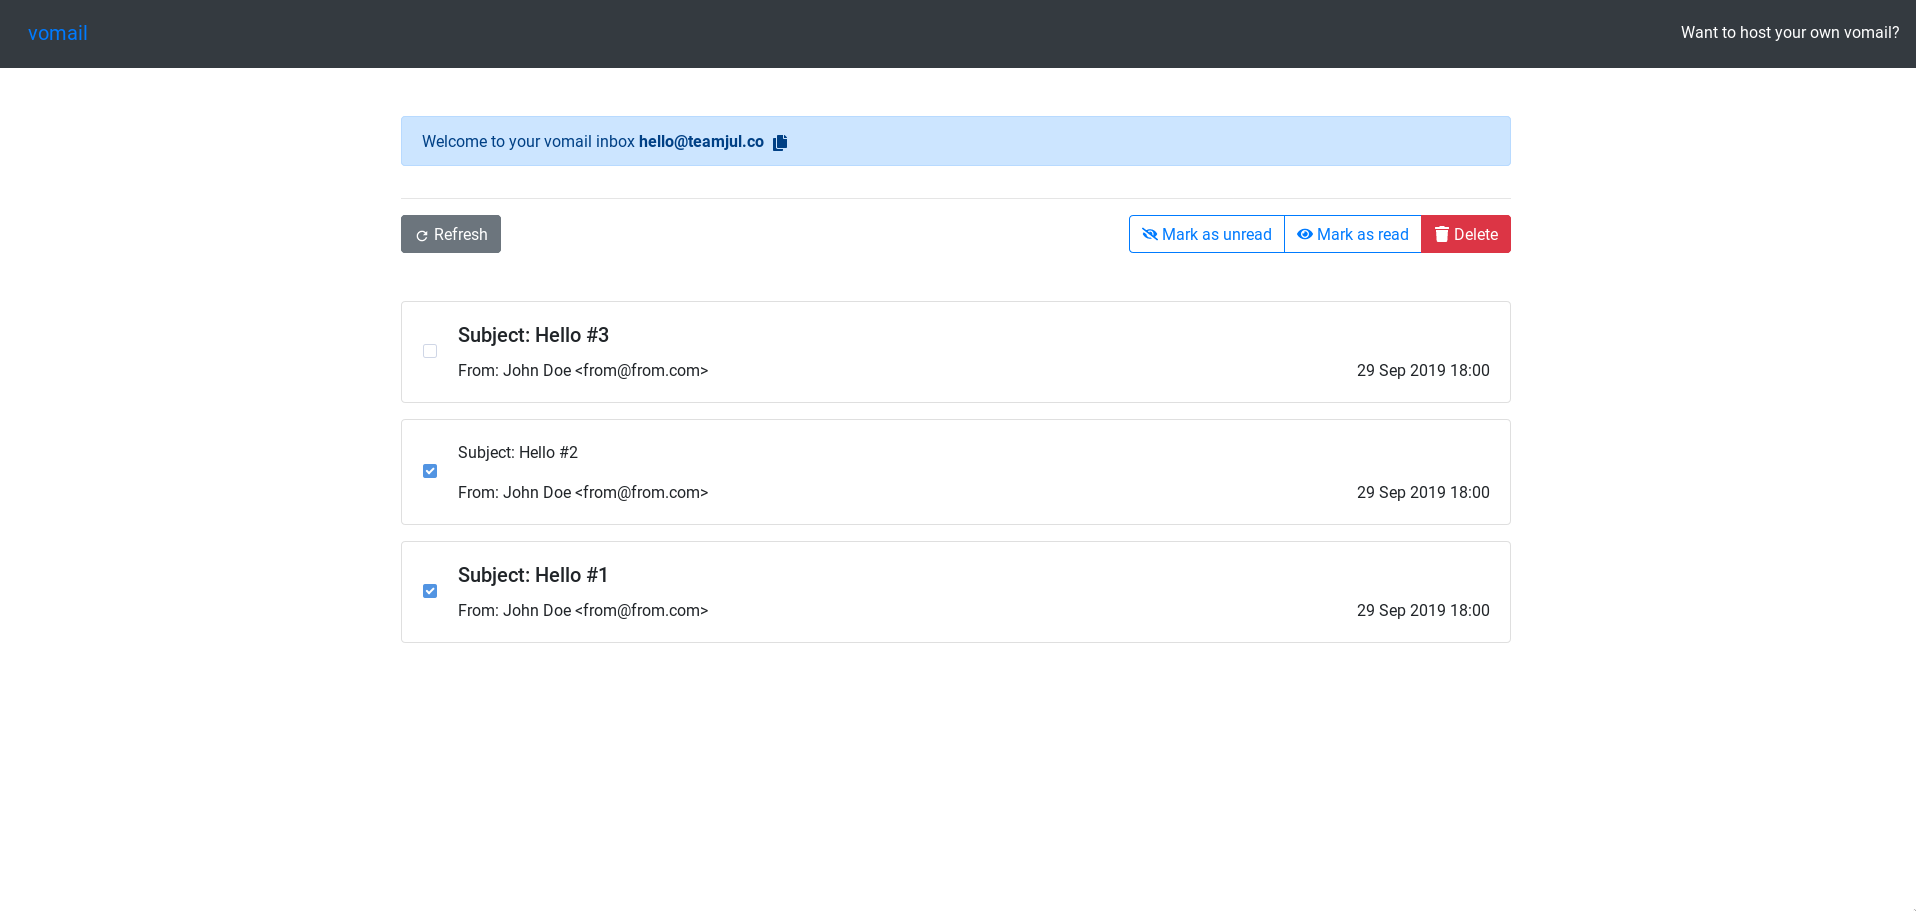 vomail
Want to host your own vomail?
Welcome to your vomail inbox hello@teamjul.co
Refresh
Mark as unread
Mark as read
Delete
Subject: Hello #3
From: John Doe <from@from.com>
29 Sep 2019 18:00
Subject: Hello #2
From: John Doe <from@from.com>
29 Sep 2019 18:00
Subject: Hello #1
From: John Doe <from@from.com>
29 Sep 2019 18:00